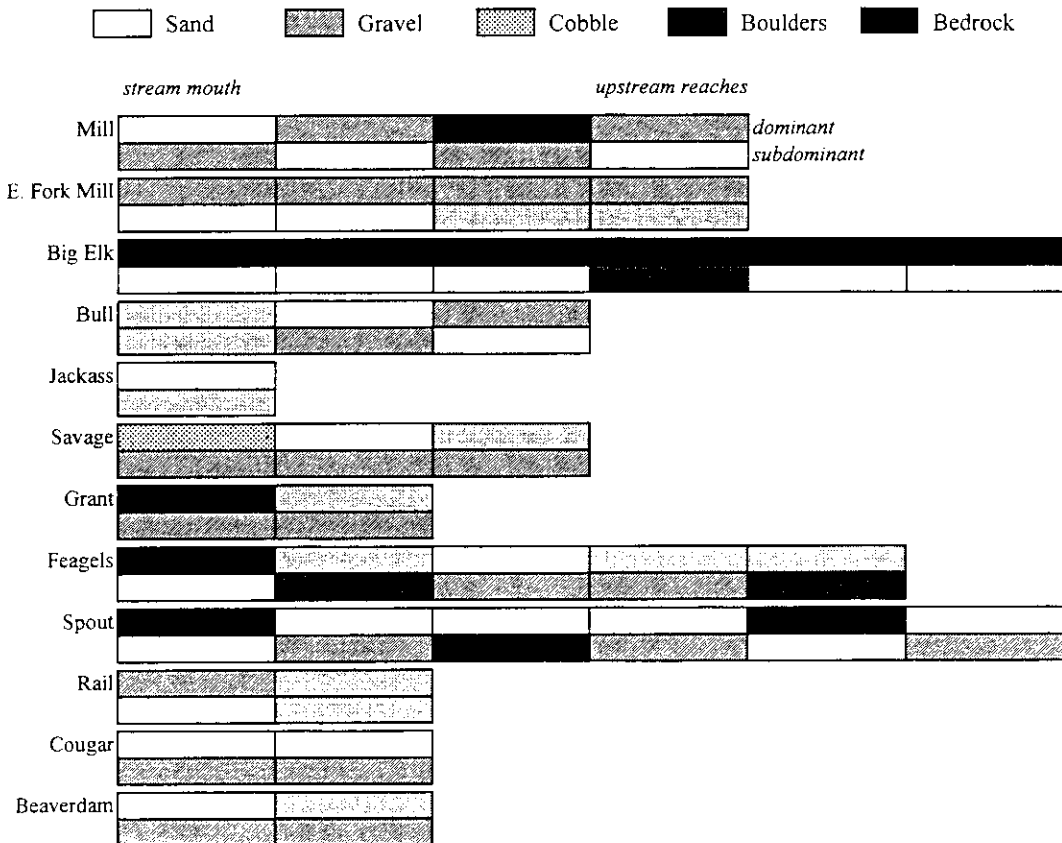 Sand Gravel Cobble Boulders Bedrock
stream mouth upstream reaches
Mill dominant
subdominant
E. Fork Mill
Big Elk
Bull
Jackass
Savage
Grant
Feagels
Spout
Rail
Cougar
Beaverdam